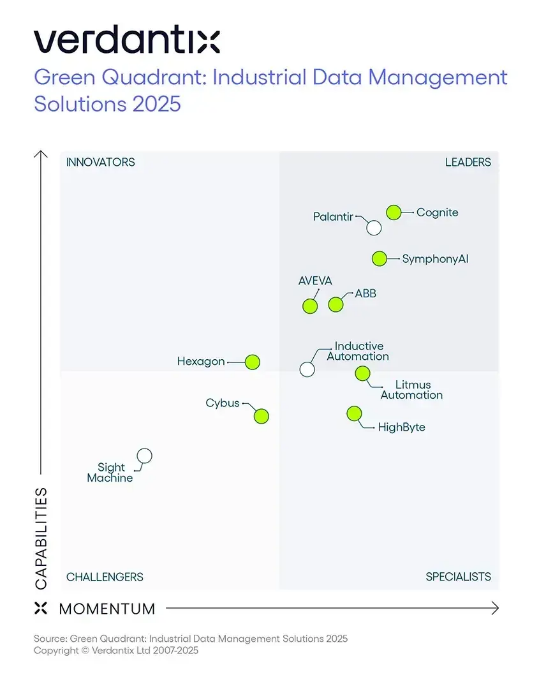 verdantix
Green Quadrant: Industrial Data Management
Solutions 2025
INNOVATORS
LEADERS
Palantir
Cognite
SymphonyAI
AVEVA
ABB
Inductive
Automation
Hexagon
Litmus
Automation
Cybus
HighByte
Sight
Machine
CAPABILITIES
CHALLENGERS
SPECIALISTS
MOMENTUM
Source: Green Quadrant: Industrial Data Management Solutions 2025
Copyright © Verdantix Ltd 2007-2025